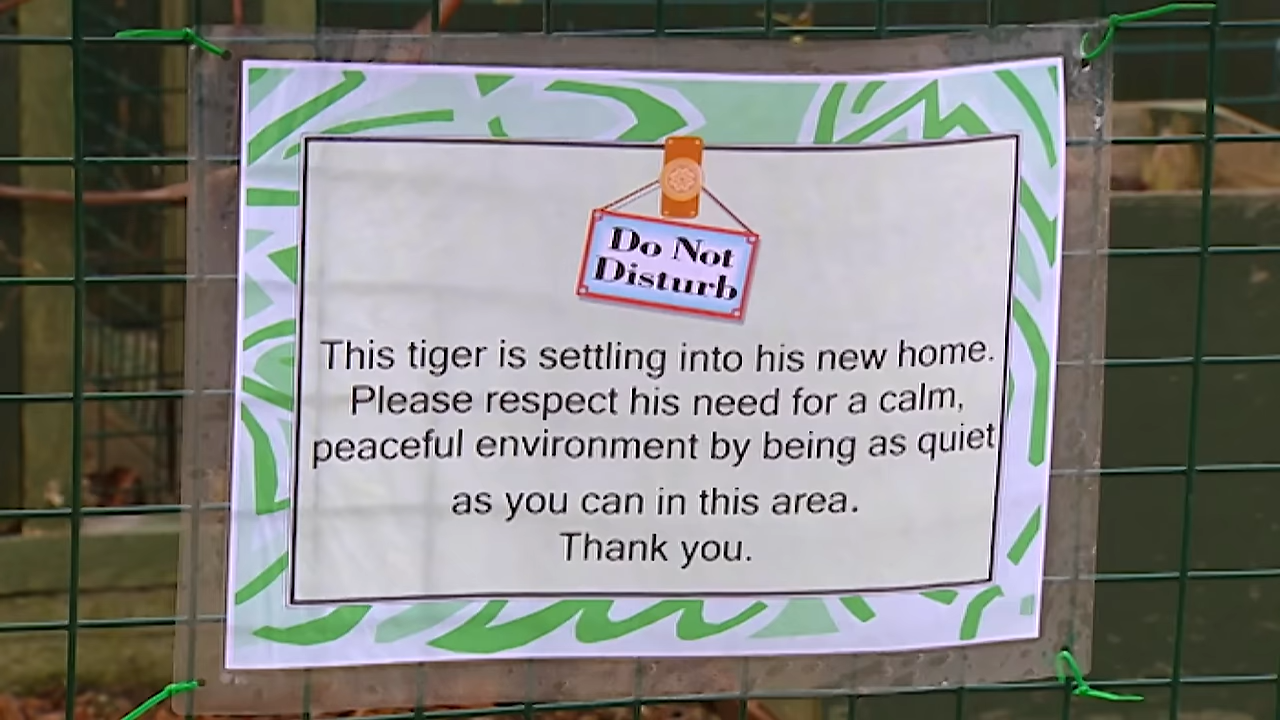 Do Not
Disturb
This tiger is settling into his new home.
Please respect his need for a calm,
peaceful environment by being as quiet
as you can in this area.
Thank you.